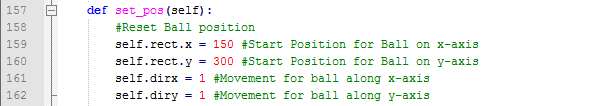 157 def set_pos(self):
158 #Reset Ball position
159 self.rect.x = 150 #Start Position for Ball on x-axis
160 self.rect.y = 300 #Start Position for Ball on y-axis
161 self.dirx = 1 #Movement for ball along x-axis
162 self.diry = 1 #Movement for ball along y-axis